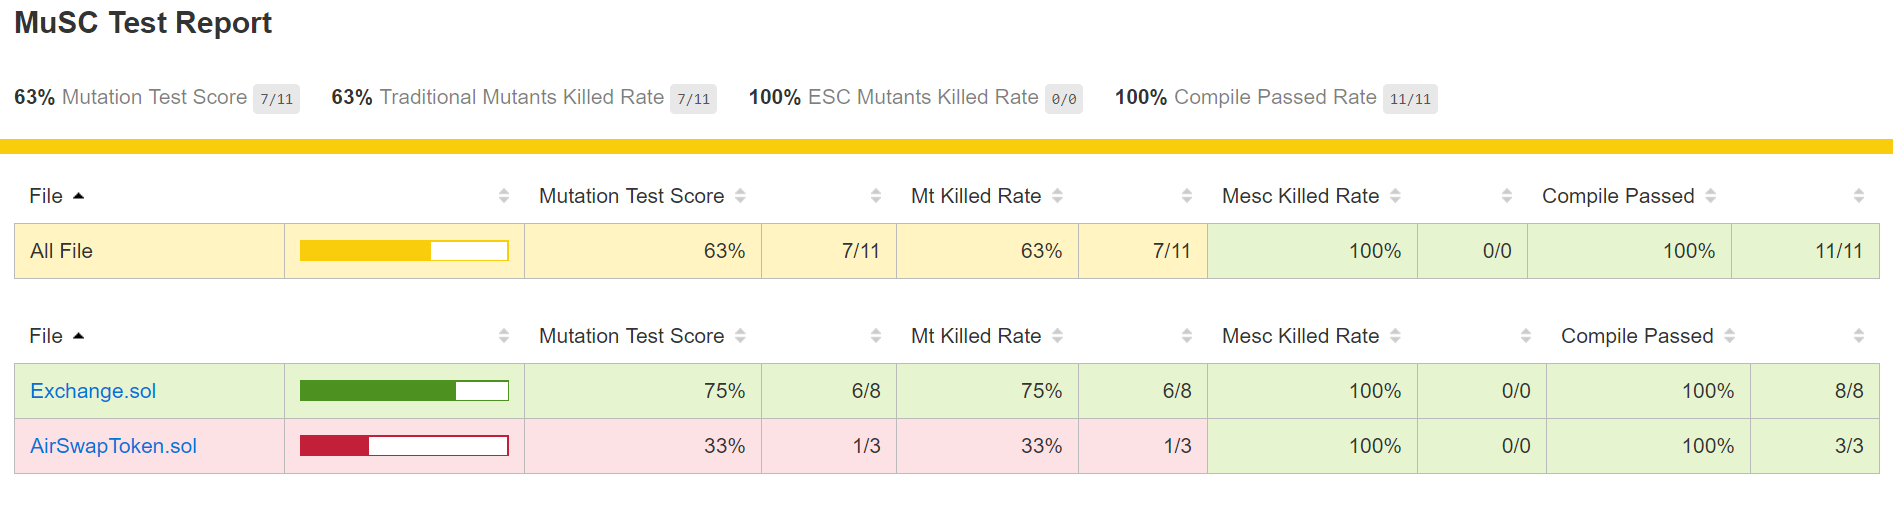 MuSC Test Report
63% Mutation Test Score 7/11 63% Traditional Mutants Killed Rate 7/11 100% ESC Mutants Killed Rate 0/0 100% Compile Passed Rate 11/11
File Mutation Test Score Mt Killed Rate Mesc Killed Rate Compile Passed
All File 63% 7/11 63% 7/11 100% 0/0 100% 11/11
File Mutation Test Score Mt Killed Rate Mesc Killed Rate Compile Passed
Exchange.sol 75% 6/8 75% 6/8 100% 0/0 100% 8/8
AirSwapToken.sol 33% 1/3 33% 1/3 100% 0/0 100% 3/3